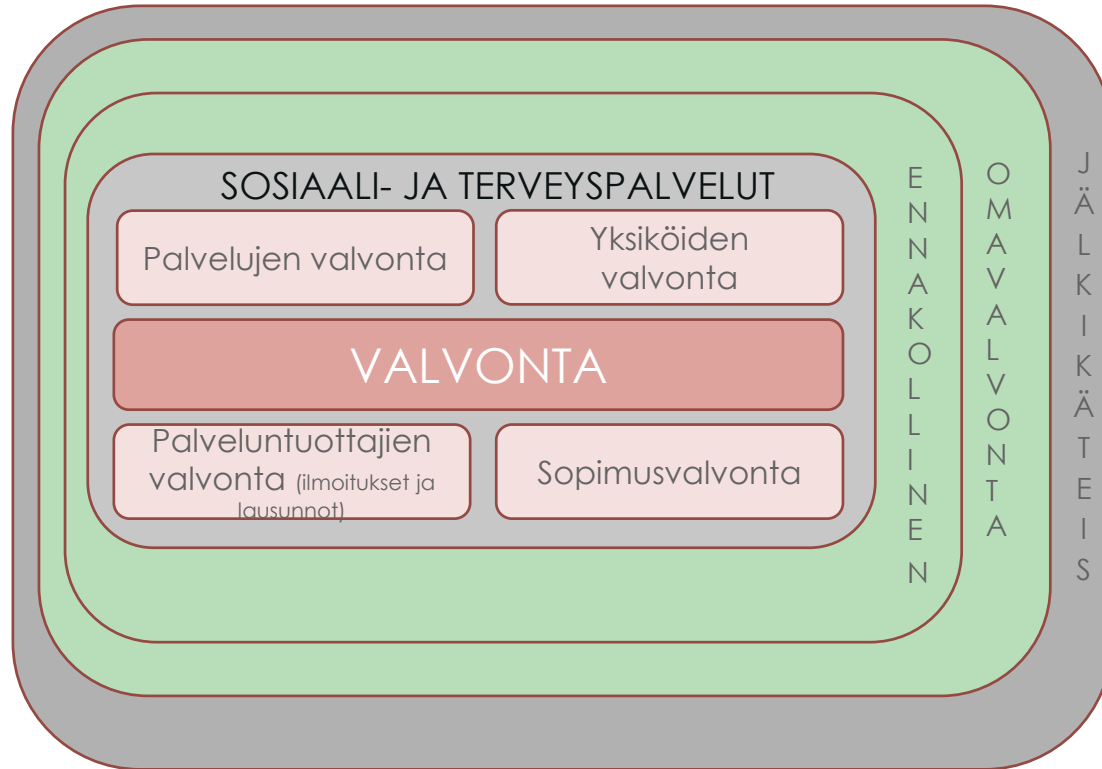 SOSIAALI- JA TERVEYSPALVELUT
Palvelujen valvonta
Yksiköiden
valvonta
VALVONTA
Palveluntuottajien
valvonta (ilmoitukset ja
lausunnot)
Sopimusvalvonta
ENNAKOLLINEN
OMAVALVONTA
JÄLKIKÄTEIS